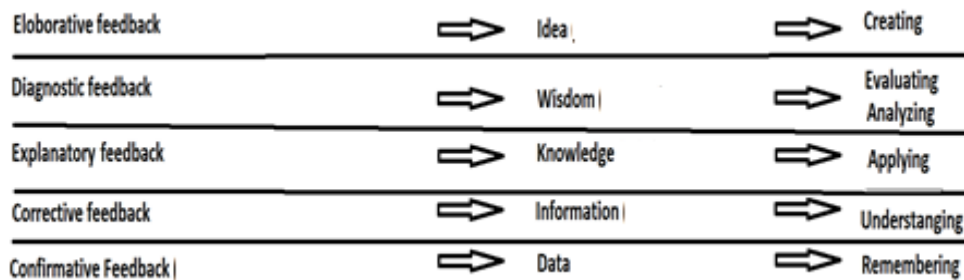 Eloborative feedback Idea Creating
Diagnostic feedback Wisdom Evaluating
Analyzing
Explanatory feedback Knowledge Applying
Corrective feedback Information Understanging
Confirmative Feedback Data Remembering